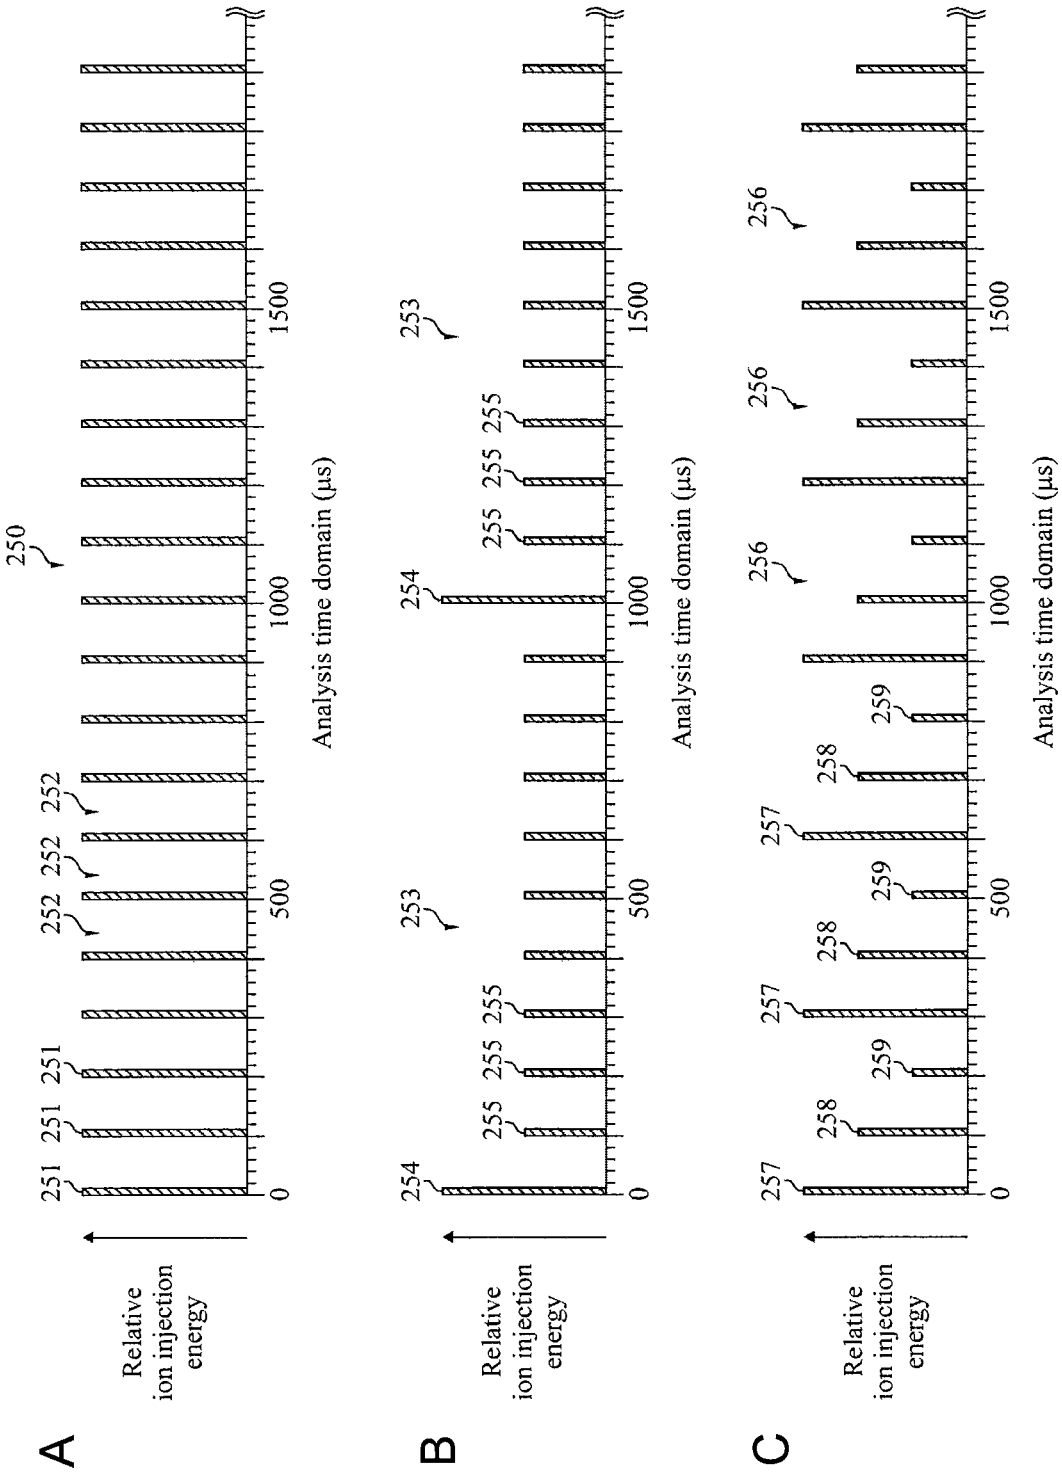 A
Relative
ion injection
energy
250
251
251
251
252
252
252
0
500
1000
1500
Analysis time domain (µs)
B
Relative
ion injection
energy
253
253
254
255
255
255
254
255
255
255
0
500
1000
1500
Analysis time domain (µs)
C
Relative
ion injection
energy
256
256
256
257
258
259
257
258
259
257
258
259
0
500
1000
1500
Analysis time domain (µs)